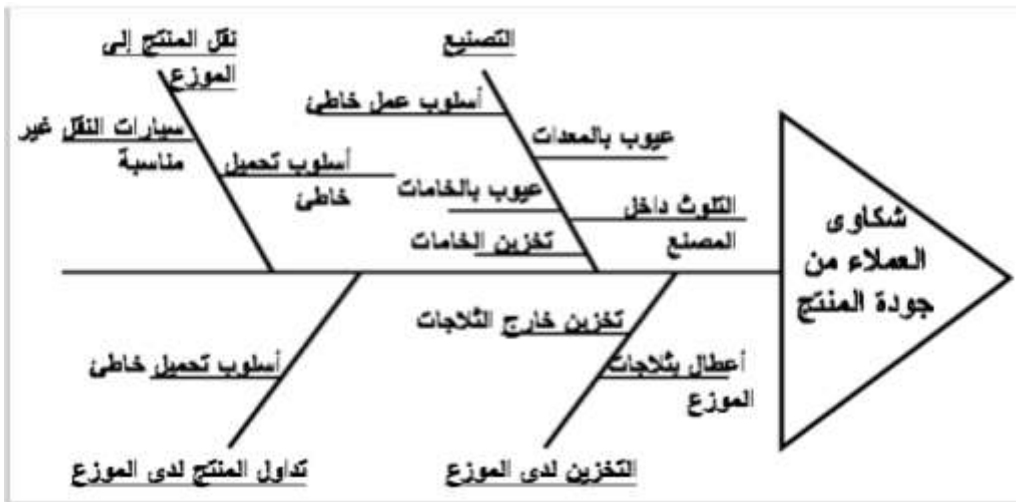 التصنيع
أسلوب عمل خاطئ
عيوب بالمعدات
عيوب بالخامات
التلوث داخل
المصنع
تخزين الخامات
نقل المنتج إلى
الموزع
سيارات النقل غير
مناسبة
أسلوب تحميل
خاطئ
شكاوى
العملاء من
جودة المنتج
تخزين خارج الثلاجات
أعطال بثلاجات
الموزع
التخزين لدى الموزع
أسلوب تحميل خاطئ
تداول المنتج لدى الموزع